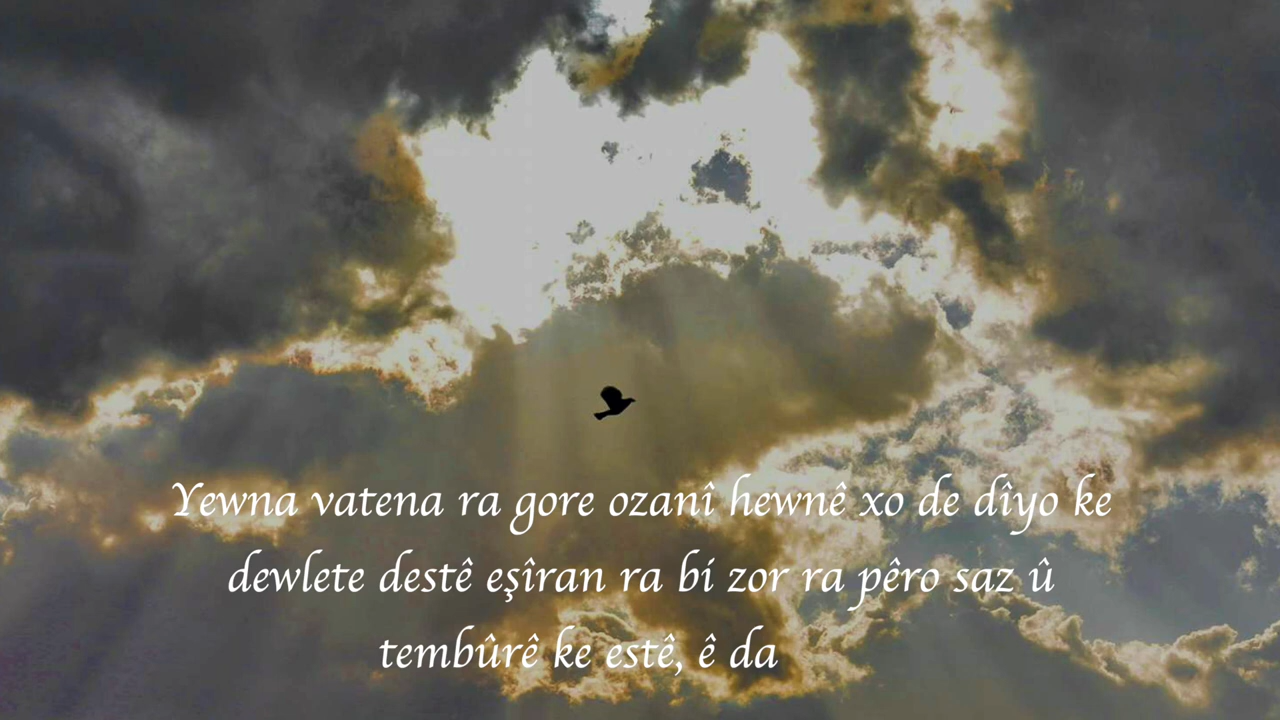 Yewna vatena ra gore ozanî hewnê xo de dîyo ke
dewlete destê eşîran ra bí zor ra pêro saz û
tembûrê ke estê, ê da